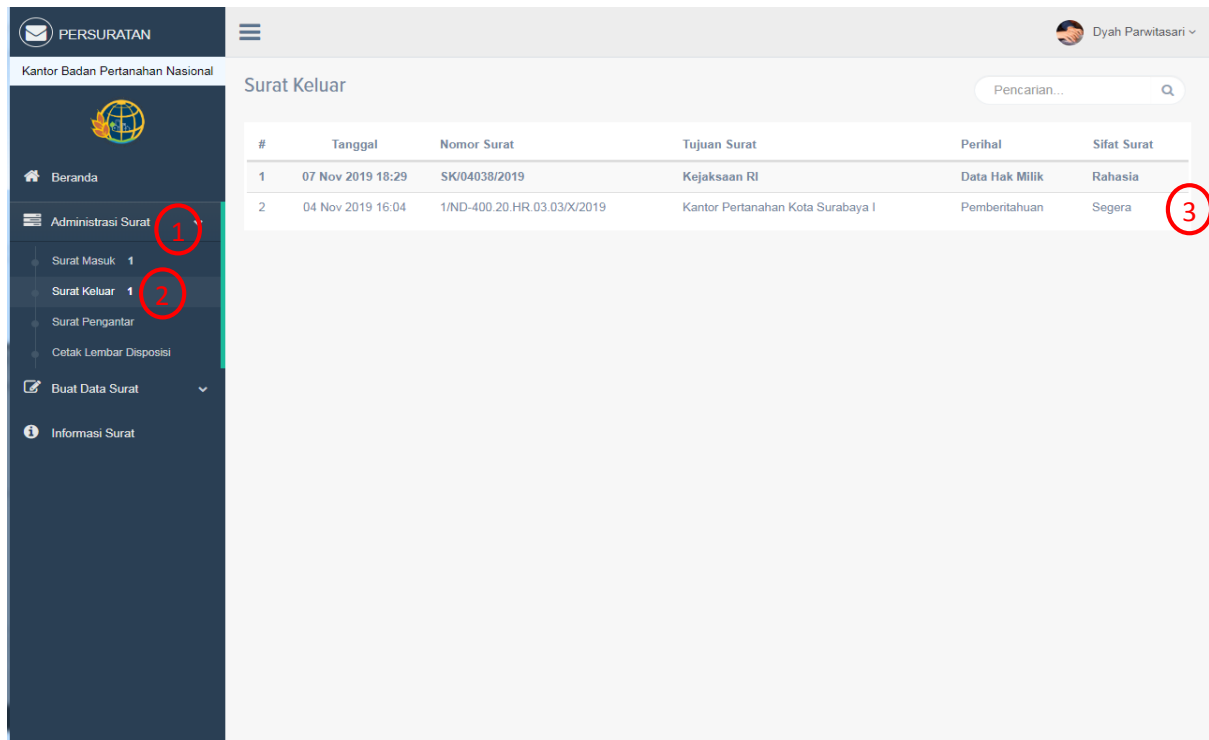 PERSURATAN
Dyah Parwitasari
Kantor Badan Pertanahan Nasional
Surat Keluar
Pencarian...
# Tanggal Nomor Surat Tujuan Surat Perihal Sifat Surat
1 07 Nov 2019 18:29 SK/04038/2019 Kejaksaan RI Data Hak Milik Rahasia
2 04 Nov 2019 16:04 1/ND-400.20.HR.03.03/X/2019 Kantor Pertanahan Kota Surabaya I Pemberitahuan Segera 3
Beranda
Administrasi Surat 1
Surat Masuk 1
Surat Keluar 1 2
Surat Pengantar
Cetak Lembar Disposisi
Buat Data Surat
Informasi Surat